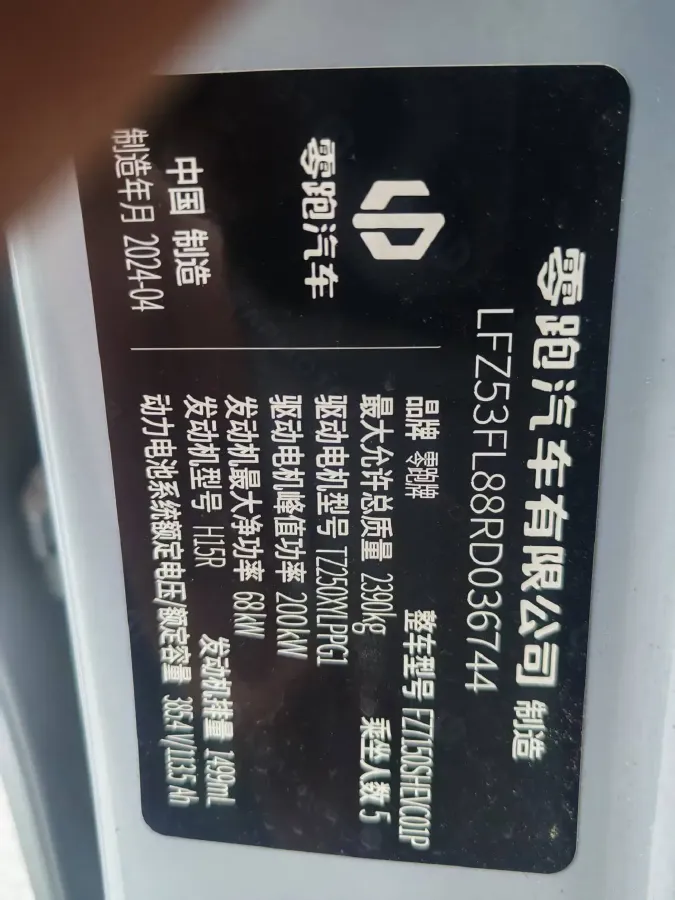 零跑汽车有限公司 制造
LFZ53FL88RD036744
零跑汽车
中国 制造
制造年月 2024-04
品牌 零跑牌 整车型号 FZ7150SHEVC01P
最大允许总质量 2390kg 乘坐人数 5
驱动电机型号 TZ250XYLPPG1
驱动电机峰值功率 200kW
发动机最大净功率 68kW
发动机型号 H15R 发动机排量 1499mL
动力电池系统额定电压/额定容量 385.4 V/113.5 Ah